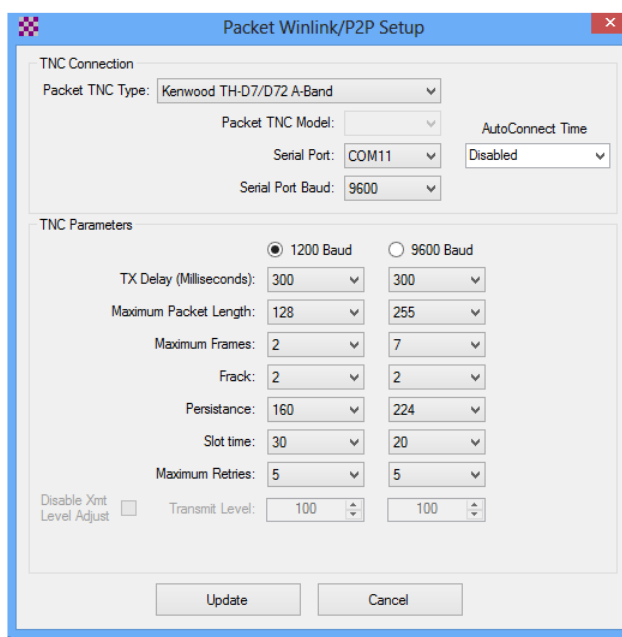 Packet Winlink/P2P Setup
TNC Connection
Packet TNC Type: Kenwood TH-D7/D72 A-Band
Packet TNC Model:
AutoConnect Time
Serial Port: COM11 Disabled
Serial Port Baud: 9600
TNC Parameters
1200 Baud 9600 Baud
TX Delay (Milliseconds): 300 300
Maximum Packet Length: 128 255
Maximum Frames: 2 7
Frack: 2 2
Persistance: 160 224
Slot time: 30 20
Maximum Retries: 5 5
Disable Xmt
Level Adjust Transmit Level: 100 100
Update Cancel